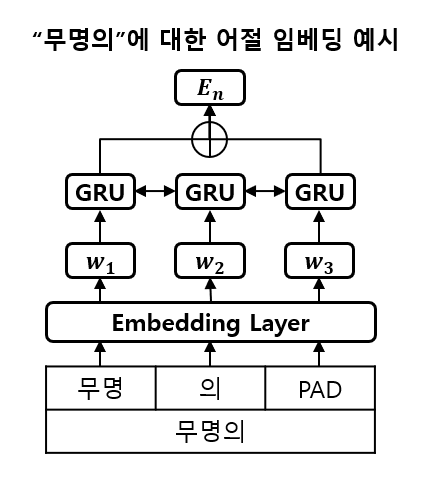 “무명의”에 대한 어절 임베딩 예시
E_n
GRU GRU GRU
w_1 w_2 w_3
Embedding Layer
무명 의 PAD
무명의